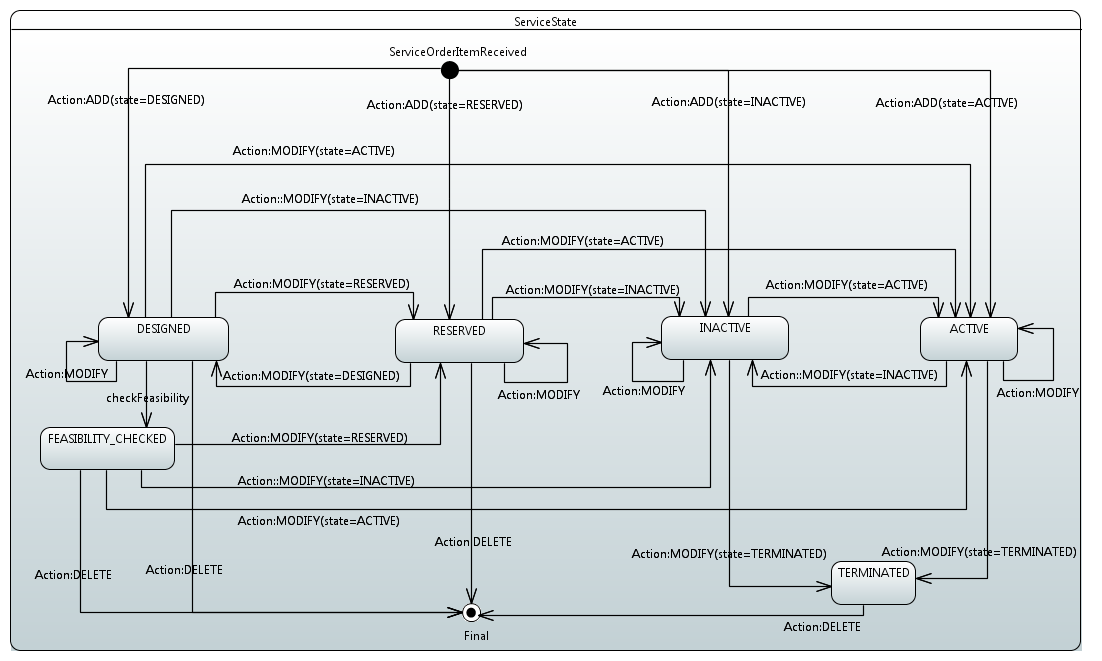 ServiceState
ServiceOrderItemReceived
Action:ADD(state=DESIGNED)
Action:ADD(state=RESERVED)
Action:ADD(state=INACTIVE)
Action:ADD(state=ACTIVE)
Action:MODIFY(state=ACTIVE)
Action::MODIFY(state=INACTIVE)
Action:MODIFY(state=ACTIVE)
Action:MODIFY(state=RESERVED)
Action:MODIFY(state=INACTIVE)
Action:MODIFY(state=ACTIVE)
DESIGNED
RESERVED
INACTIVE
ACTIVE
Action:MODIFY
Action:MODIFY(state=DESIGNED)
Action:MODIFY
Action:MODIFY
Action::MODIFY(state=INACTIVE)
Action:MODIFY
checkFeasibility
FEASIBILITY_CHECKED
Action:MODIFY(state=RESERVED)
Action::MODIFY(state=INACTIVE)
Action:MODIFY(state=ACTIVE)
Action:DELETE
Action:MODIFY(state=TERMINATED)
Action:MODIFY(state=TERMINATED)
Action:DELETE
Action:DELETE
TERMINATED
Action:DELETE
Final